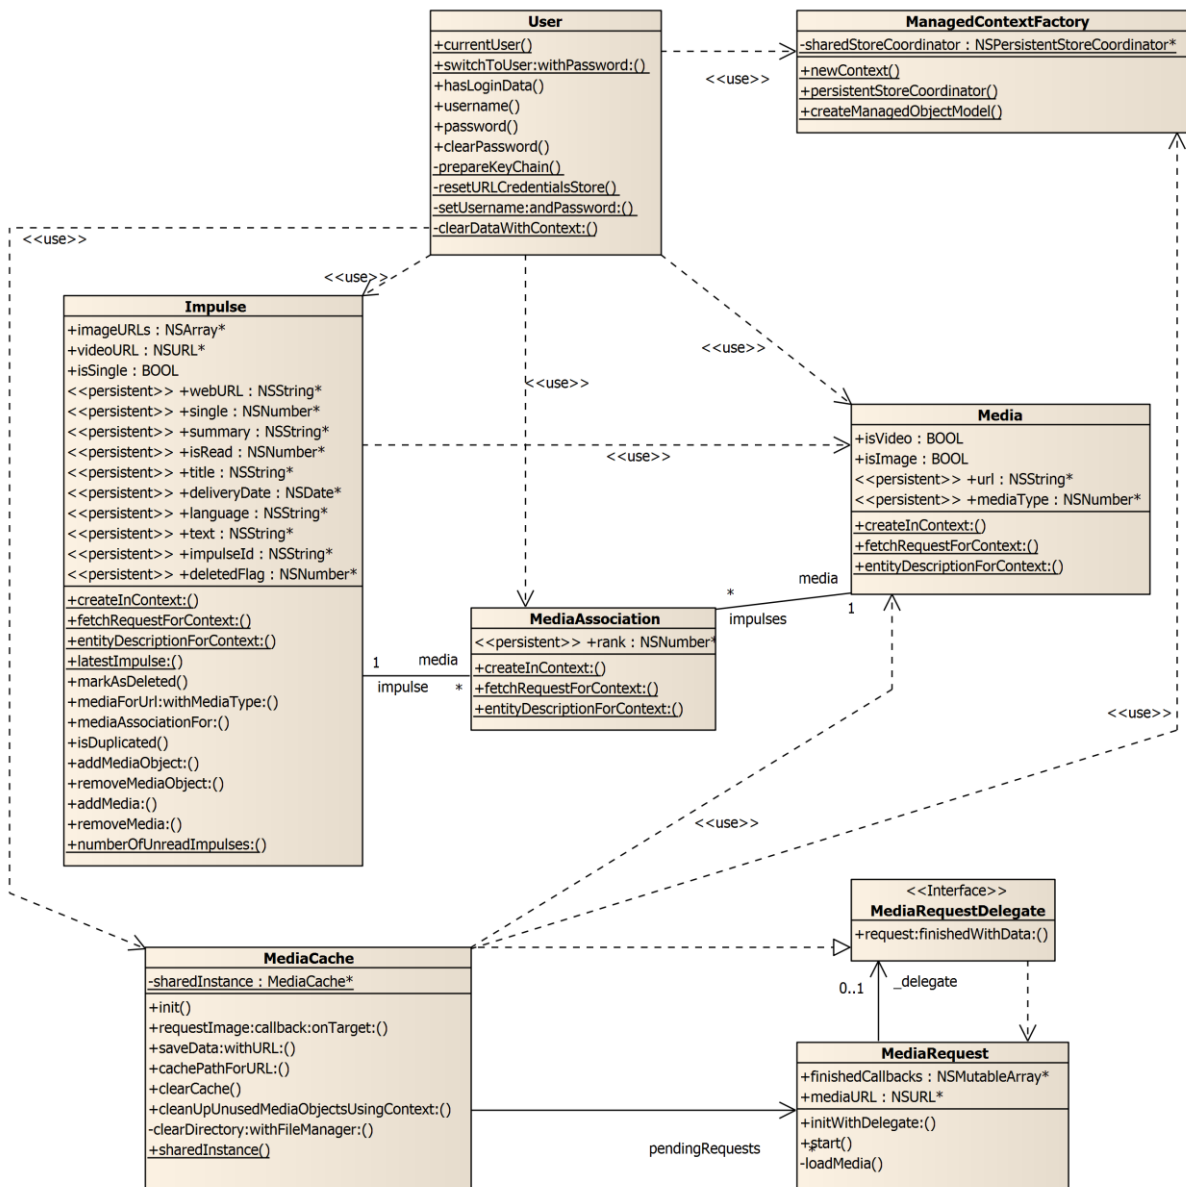 User
+currentUser()
+switchToUser:withPassword:()
+hasLoginData()
+username()
+password()
+clearPassword()
-prepareKeyChain()
-resetURLCredentialsStore()
-setUsername:andPassword:()
-clearDataWithContext:()
ManagedContextFactory
-sharedStoreCoordinator : NSPersistentStoreCoordinator*
+newContext()
+persistentStoreCoordinator()
+createManagedObjectModel()
<<use>>
<<use>>
<<use>>
<<use>>
<<use>>
Impulse
+imageURLs : NSArray*
+videoURL : NSURL*
+isSingle : BOOL
<<persistent>> +webURL : NSString*
<<persistent>> +single : NSNumber*
<<persistent>> +summary : NSString*
<<persistent>> +isRead : NSNumber*
<<persistent>> +title : NSString*
<<persistent>> +deliveryDate : NSDate*
<<persistent>> +language : NSString*
<<persistent>> +text : NSString*
<<persistent>> +impulseId : NSString*
<<persistent>> +deletedFlag : NSNumber*
+createInContext:()
+fetchRequestForContext:()
+entityDescriptionForContext:()
+latestImpulse:()
+markAsDeleted()
+mediaForUrl:withMediaType:()
+mediaAssociationFor:()
+isDuplicated()
+addMediaObject:()
+removeMediaObject:()
+addMedia:()
+removeMedia:()
+numberOfUnreadImpulses:()
<<use>>
Media
+isVideo : BOOL
+isImage : BOOL
<<persistent>> +url : NSString*
<<persistent>> +mediaType : NSNumber*
+createInContext:()
+fetchRequestForContext:()
+entityDescriptionForContext:()
media
*
impulses
1
MediaAssociation
<<persistent>> +rank : NSNumber*
+createInContext:()
+fetchRequestForContext:()
+entityDescriptionForContext:()
1
media
impulse
*
<<use>>
<<use>>
<<Interface>>
MediaRequestDelegate
+request:finishedWithData:()
0..1
_delegate
MediaCache
-sharedInstance : MediaCache*
+init()
+requestImage:callback:onTarget:()
+saveData:withURL:()
+cachePathForURL:()
+clearCache()
+cleanUpUnusedMediaObjectsUsingContext:()
-clearDirectory:withFileManager:()
+sharedInstance()
pendingRequests
*
MediaRequest
+finishedCallbacks : NSMutableArray*
+mediaURL : NSURL*
+initWithDelegate:()
+start()
-loadMedia()